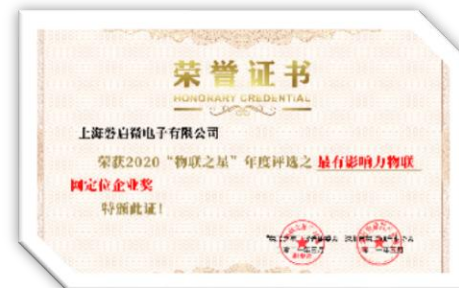 荣誉证书
HONORARY CREDENTIAL
上海磐启微电子有限公司
荣获2020“物联之星”年度评选之 最有影响力物联
网定位企业奖
特颁此证！